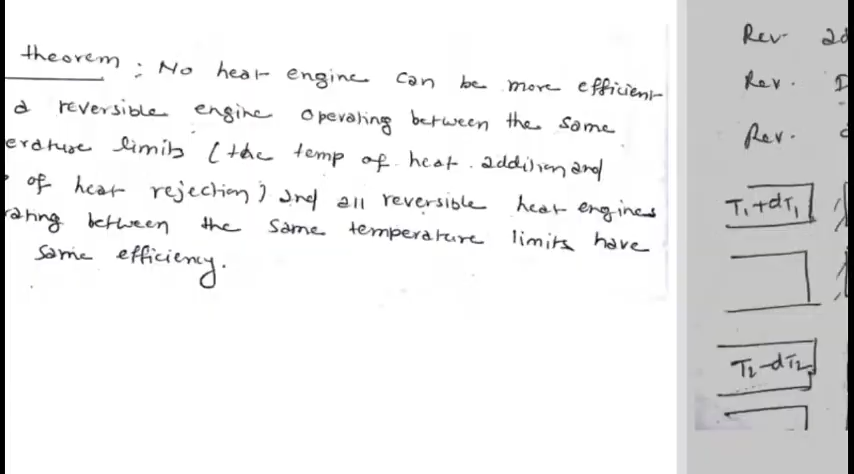 theorem : No heat engine can be more efficient
a reversible engine operating between the same
erature limits (the temp of heat addition and
of heat rejection) and all reversible heat engines
rating between the same temperature limits have
same efficiency.
Rev. ad
Rev. D
Rev.
T₁+dT₁
T₂-dT₂